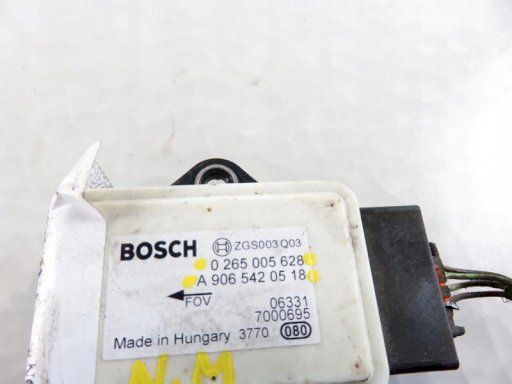 BOSCH ZGS003 Q03
0 265 005 628
A 906 542 05 18
FOV 06331
7000695
Made in Hungary 3770 080
N.M